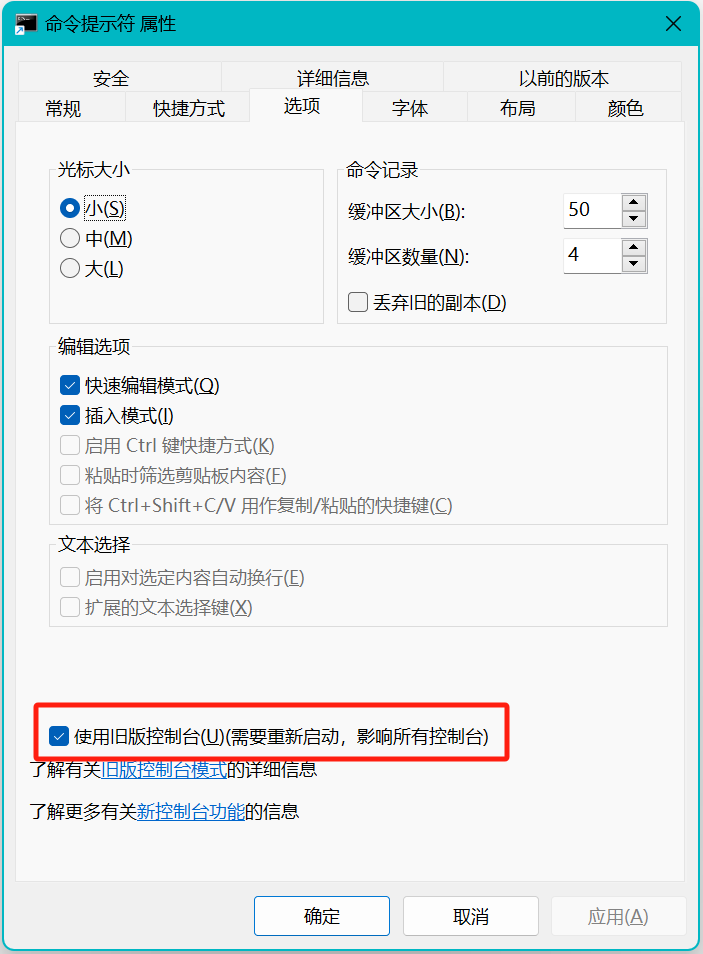 命令提示符 属性
安全 详细信息 以前的版本
常规 快捷方式 选项 字体 布局 颜色
光标大小
小(S)
中(M)
大(L)
命令记录
缓冲区大小(B): 50
缓冲区数量(N): 4
丢弃旧的副本(D)
编辑选项
快速编辑模式(Q)
插入模式(I)
启用 Ctrl 键快捷方式(K)
粘贴时筛选剪贴板内容(F)
将 Ctrl+Shift+C/V 用作复制/粘贴的快捷键(C)
文本选择
启用对选定内容自动换行(E)
扩展的文本选择键(X)
使用旧版控制台(U)(需要重新启动，影响所有控制台)
了解有关旧版控制台模式的详细信息
了解更多有关新控制台功能的信息
确定 取消 应用(A)